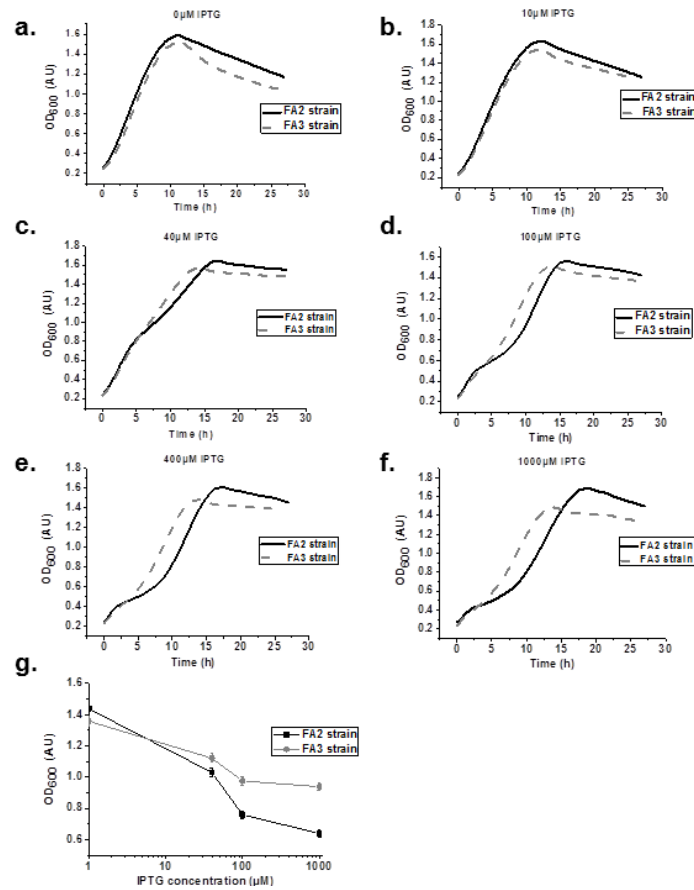 a.
0µM IPTG
1.6
1.4
1.2
1.0
0.8
0.6
0.4
0.2
OD600 (AU)
FA2 strain
FA3 strain
0 5 10 15 20 25 30
Time (h)
b.
10µM IPTG
1.6
1.4
1.2
1.0
0.8
0.6
0.4
0.2
OD600 (AU)
FA2 strain
FA3 strain
0 5 10 15 20 25 30
Time (h)
c.
40µM IPTG
1.8
1.6
1.4
1.2
1.0
0.8
0.6
0.4
0.2
OD600 (AU)
FA2 strain
FA3 strain
0 5 10 15 20 25 30
Time (h)
d.
100µM IPTG
1.6
1.4
1.2
1.0
0.8
0.6
0.4
0.2
OD600 (AU)
FA2 strain
FA3 strain
0 5 10 15 20 25 30
Time (h)
e.
400µM IPTG
1.8
1.6
1.4
1.2
1.0
0.8
0.6
0.4
0.2
OD600 (AU)
FA2 strain
FA3 strain
0 5 10 15 20 25 30
Time (h)
f.
1000µM IPTG
1.8
1.6
1.4
1.2
1.0
0.8
0.6
0.4
0.2
OD600 (AU)
FA2 strain
FA3 strain
0 5 10 15 20 25 30
Time (h)
g.
1.6
1.4
1.2
1.0
0.8
0.6
OD600 (AU)
FA2 strain
FA3 strain
1 10 100 1000
IPTG concentration (µM)